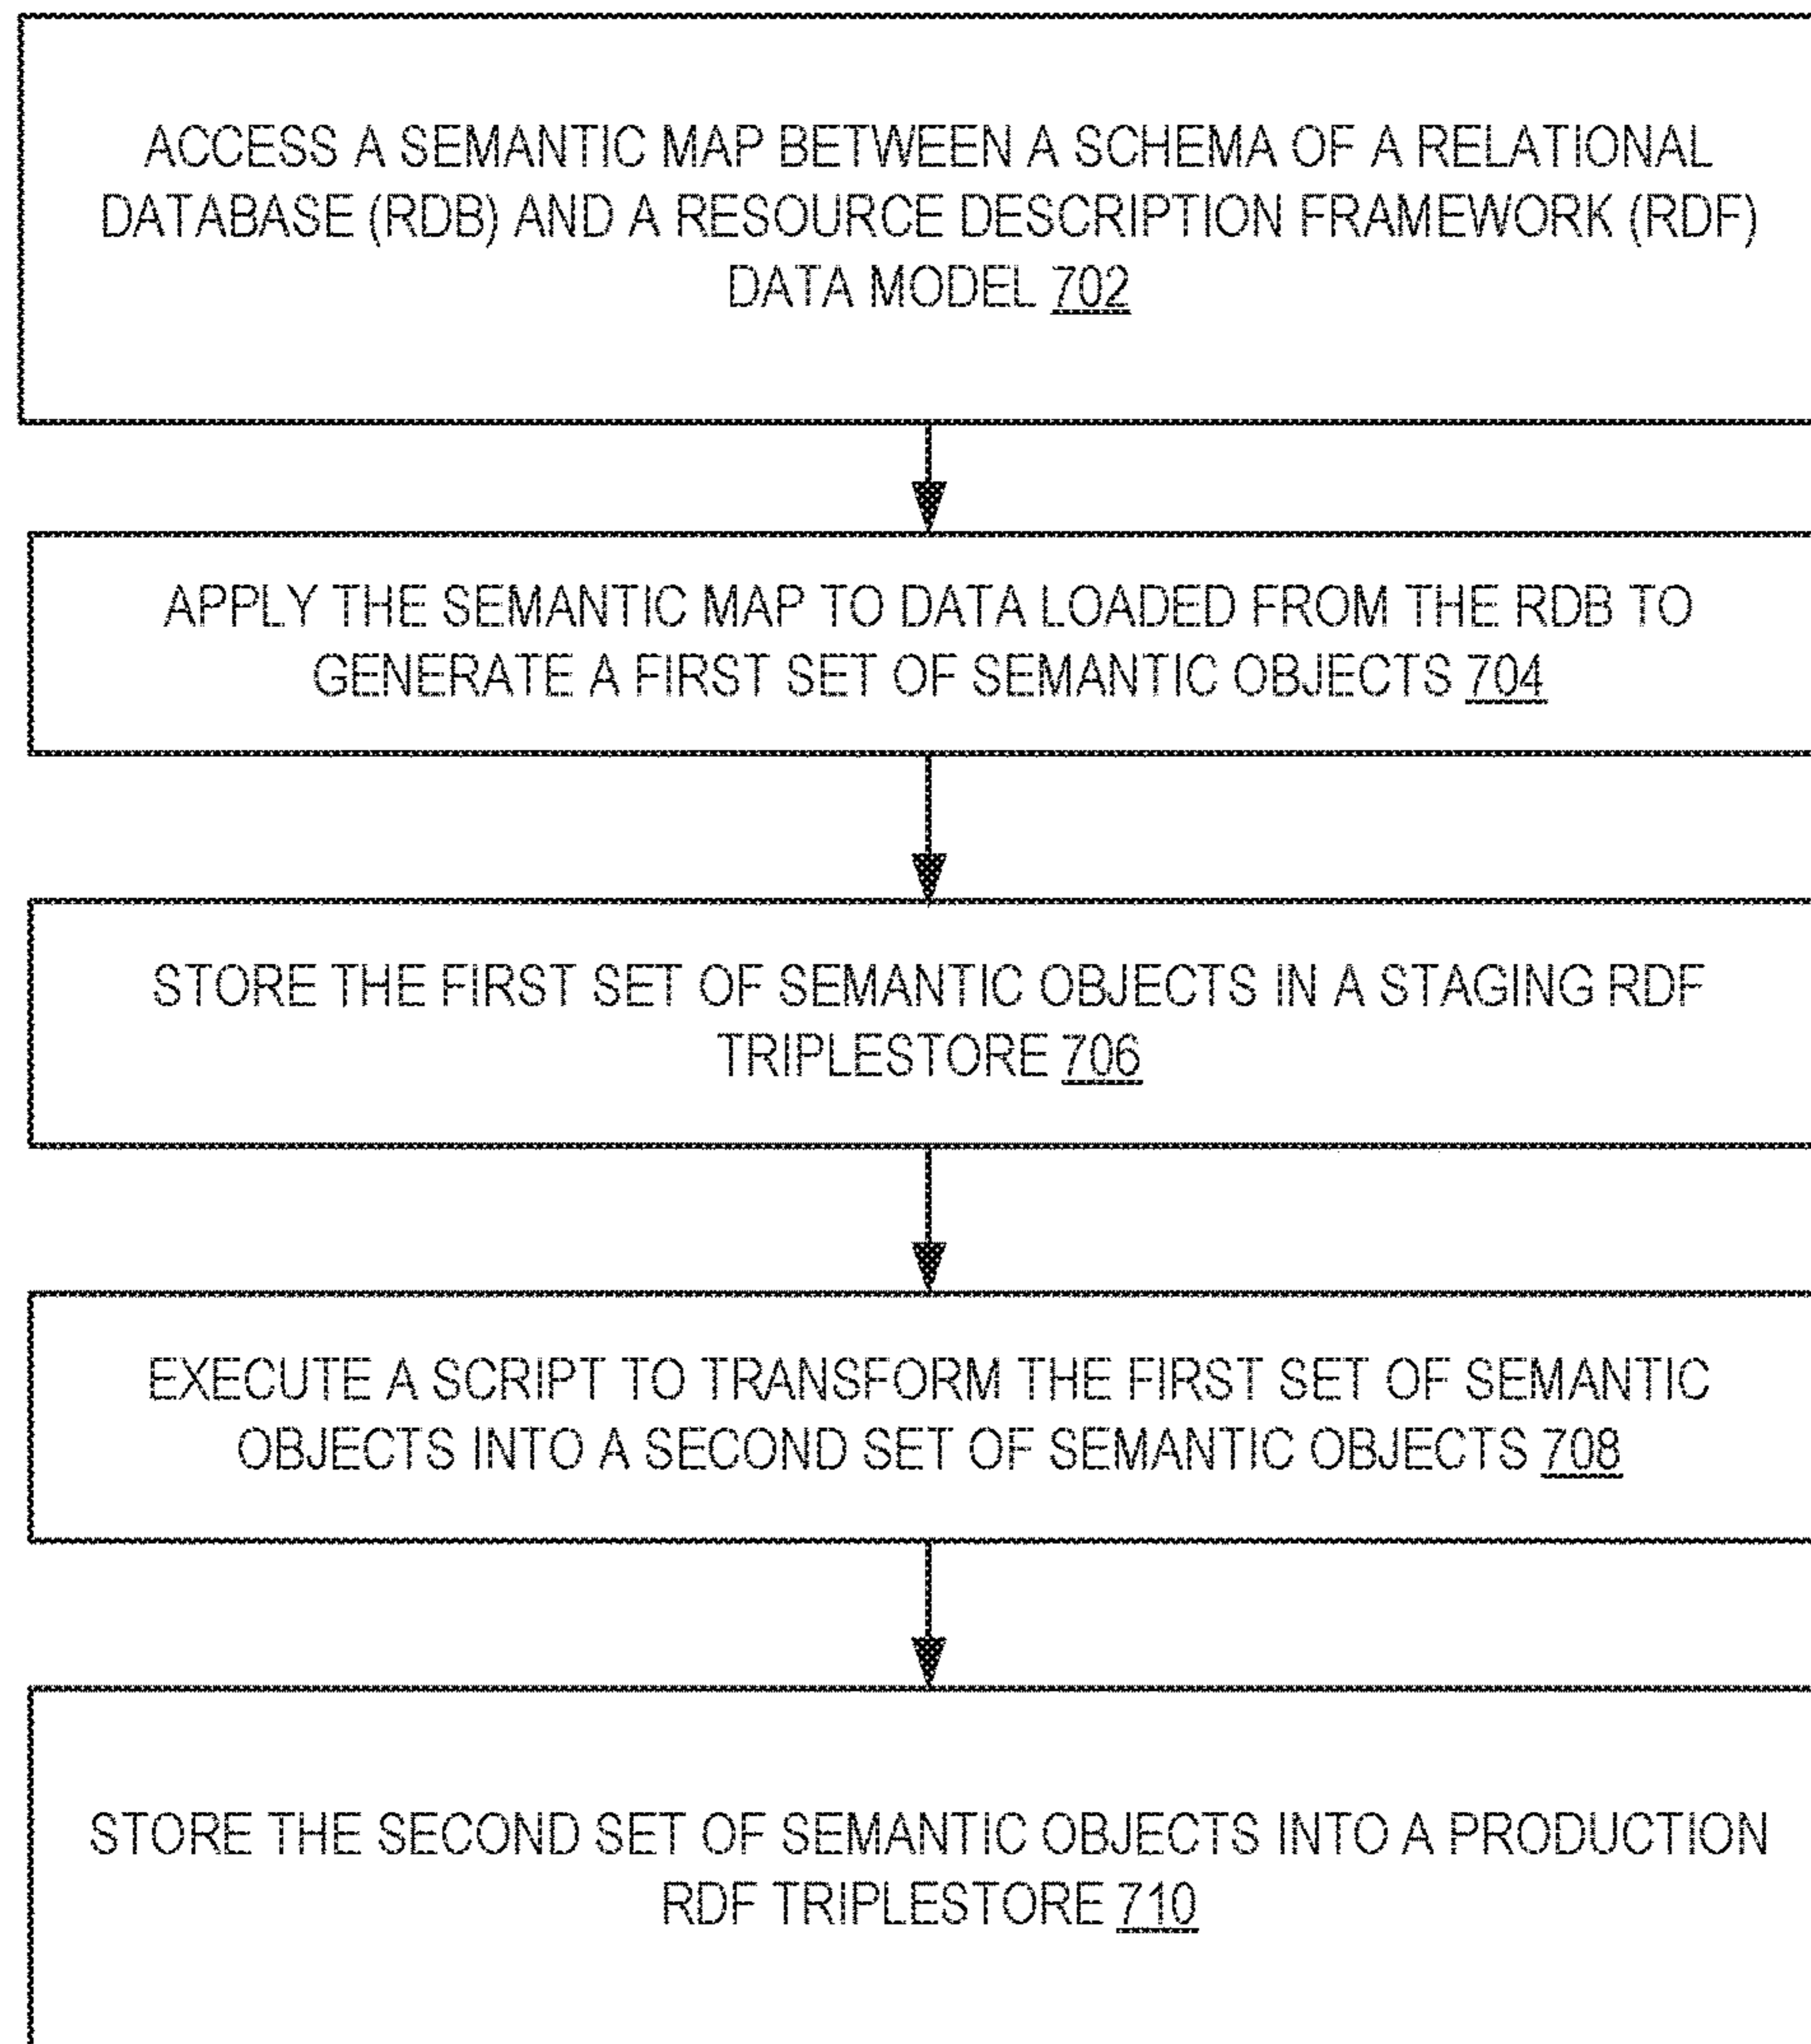 ACCESS A SEMANTIC MAP BETWEEN A SCHEMA OF A RELATIONAL
DATABASE (RDB) AND A RESOURCE DESCRIPTION FRAMEWORK (RDF)
DATA MODEL 702
APPLY THE SEMANTIC MAP TO DATA LOADED FROM THE RDB TO
GENERATE A FIRST SET OF SEMANTIC OBJECTS 704
STORE THE FIRST SET OF SEMANTIC OBJECTS IN A STAGING RDF
TRIPLESTORE 706
EXECUTE A SCRIPT TO TRANSFORM THE FIRST SET OF SEMANTIC
OBJECTS INTO A SECOND SET OF SEMANTIC OBJECTS 708
STORE THE SECOND SET OF SEMANTIC OBJECTS INTO A PRODUCTION
RDF TRIPLESTORE 710